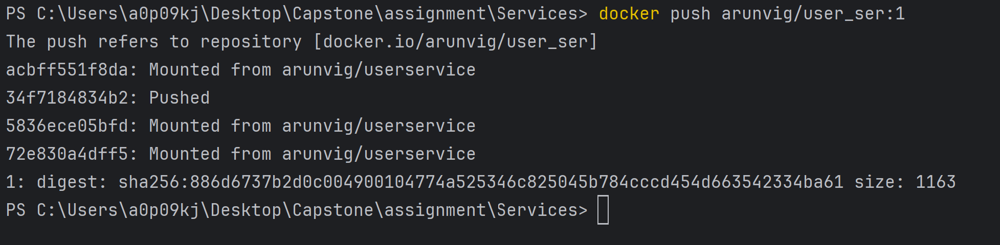 PS C:\Users\a0p09kj\Desktop\Capstone\assignment\Services> docker push arunvig/user_ser:1
The push refers to repository [docker.io/arunvig/user_ser]
acbff551f8da: Mounted from arunvig/userservice
34f7184834b2: Pushed
5836ece05bfd: Mounted from arunvig/userservice
72e830a4dff5: Mounted from arunvig/userservice
1: digest: sha256:886d6737b2d0c004900104774a525346c825045b784cccd454d663542334ba61 size: 1163
PS C:\Users\a0p09kj\Desktop\Capstone\assignment\Services>